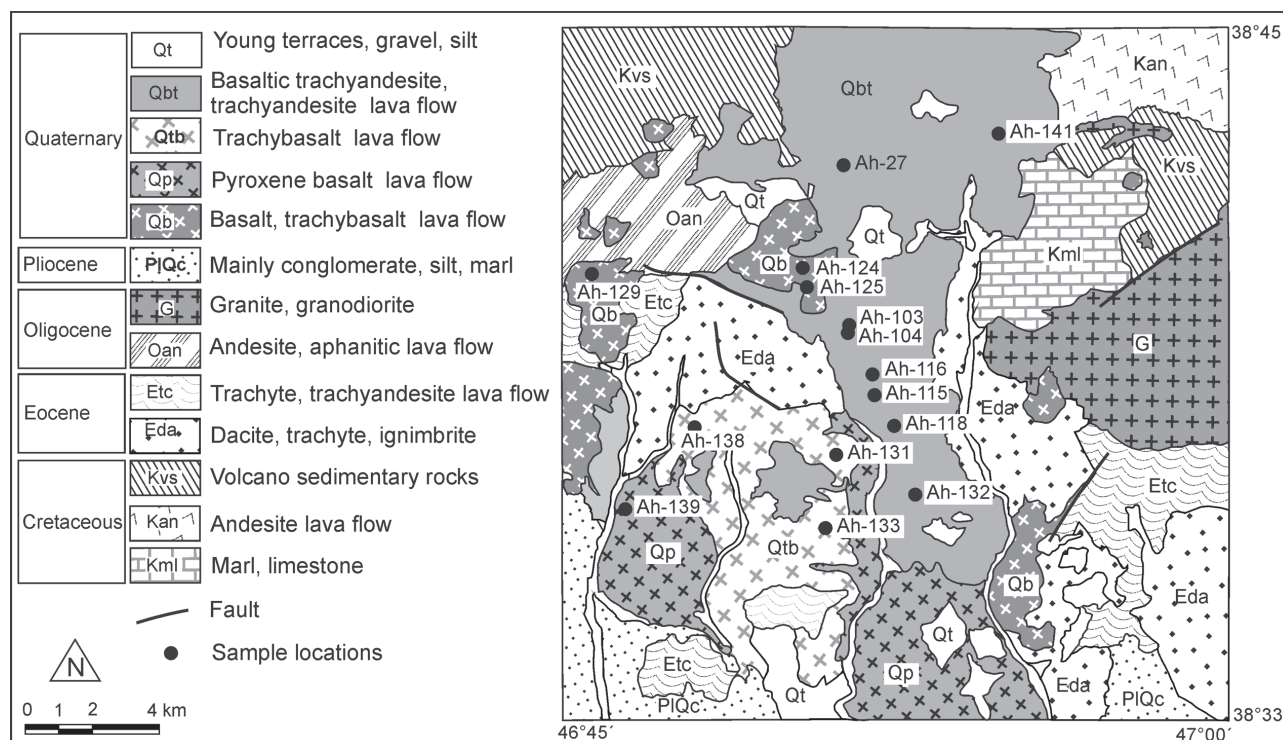 Quaternary
Qt Young terraces, gravel, silt
Qbt Basaltic trachyandesite,
trachyandesite lava flow
Qtb Trachybasalt lava flow
Qp Pyroxene basalt lava flow
Qb Basalt, trachybasalt lava flow
Pliocene
PlQc Mainly conglomerate, silt, marl
Oligocene
G Granite, granodiorite
Oan Andesite, aphanitic lava flow
Eocene
Etc Trachyte, trachyandesite lava flow
Eda Dacite, trachyte, ignimbrite
Cretaceous
Kvs Volcano sedimentary rocks
Kan Andesite lava flow
Kml Marl, limestone
Fault
Sample locations
N
0 1 2 4 km
38°45
Kvs
Kan
Qbt
Ah-141
Ah-27
Kvs
Qt
Oan
Qt
Kml
Qb
Ah-124
Ah-125
Ah-129
Etc
Qb
Ah-103
Ah-104
G
Eda
Ah-116
Ah-115
Eda
Ah-118
Ah-138
Ah-131
Etc
Ah-132
Ah-139
Ah-133
Qtb
Qp
Qb
Eda
Qt
Etc
Qp
Eda
Qt
PlQc
PlQc
38°33
46°45´
47°00´